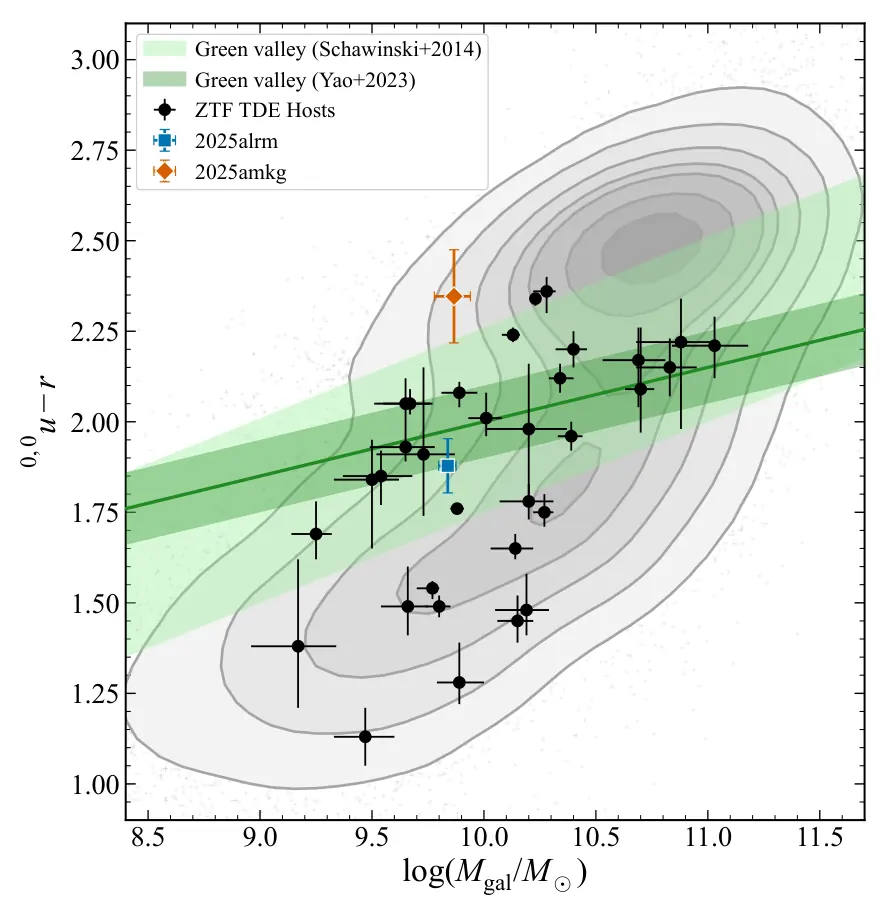 Green valley (Schawinski+2014)
Green valley (Yao+2023)
ZTF TDE Hosts
2025alrm
2025amkg
3.00
2.75
2.50
2.25
2.00
1.75
1.50
1.25
1.00
0,0u−r
8.5 9.0 9.5 10.0 10.5 11.0 11.5
log(Mgal/M⊙)